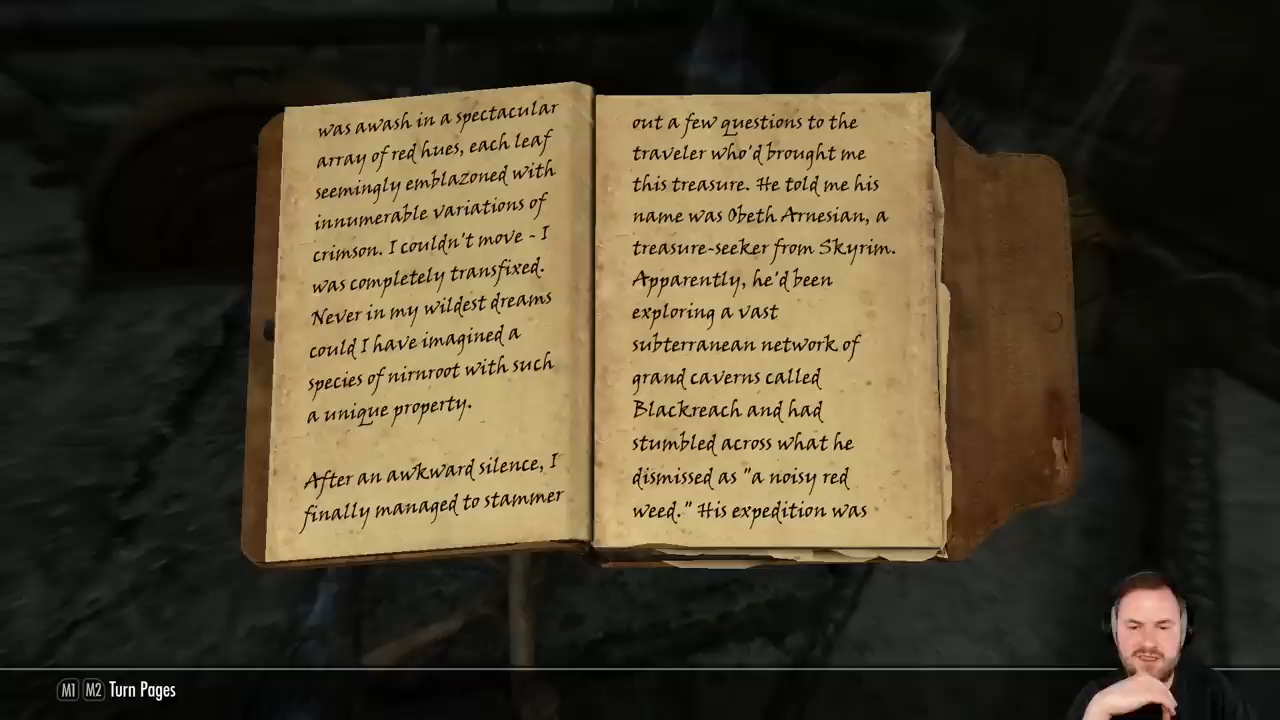 was awash in a spectacular
array of red hues, each leaf
seemingly emblazoned with
innumerable variations of
crimson. I couldn't move - I
was completely transfixed.
Never in my wildest dreams
could I have imagined a
species of nirnroot with such
a unique property.
After an awkward silence, I
finally managed to stammer
out a few questions to the
traveler who'd brought me
this treasure. He told me his
name was Obeth Arnesian, a
treasure-seeker from Skyrim.
Apparently, he'd been
exploring a vast
subterranean network of
grand caverns called
Blackreach and had
stumbled across what he
dismissed as "a noisy red
weed." His expedition was
M1 M2 Turn Pages